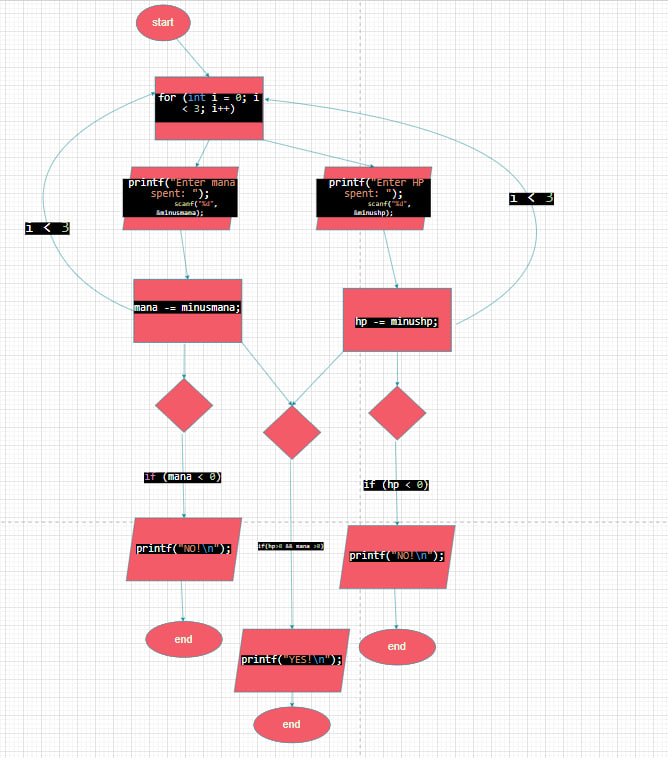 start
for (int i = 0; i
< 3; i++)
printf("Enter mana
spent: ");
scanf("%d",
&minusmana);
printf("Enter HP
spent: ");
scanf("%d",
&minushp);
i < 3
i < 3
mana -= minusmana;
hp -= minushp;
if (mana < 0)
if (hp < 0)
if(hp>0 && mana >0)
printf("NO!\n");
printf("NO!\n");
end
end
printf("YES!\n");
end